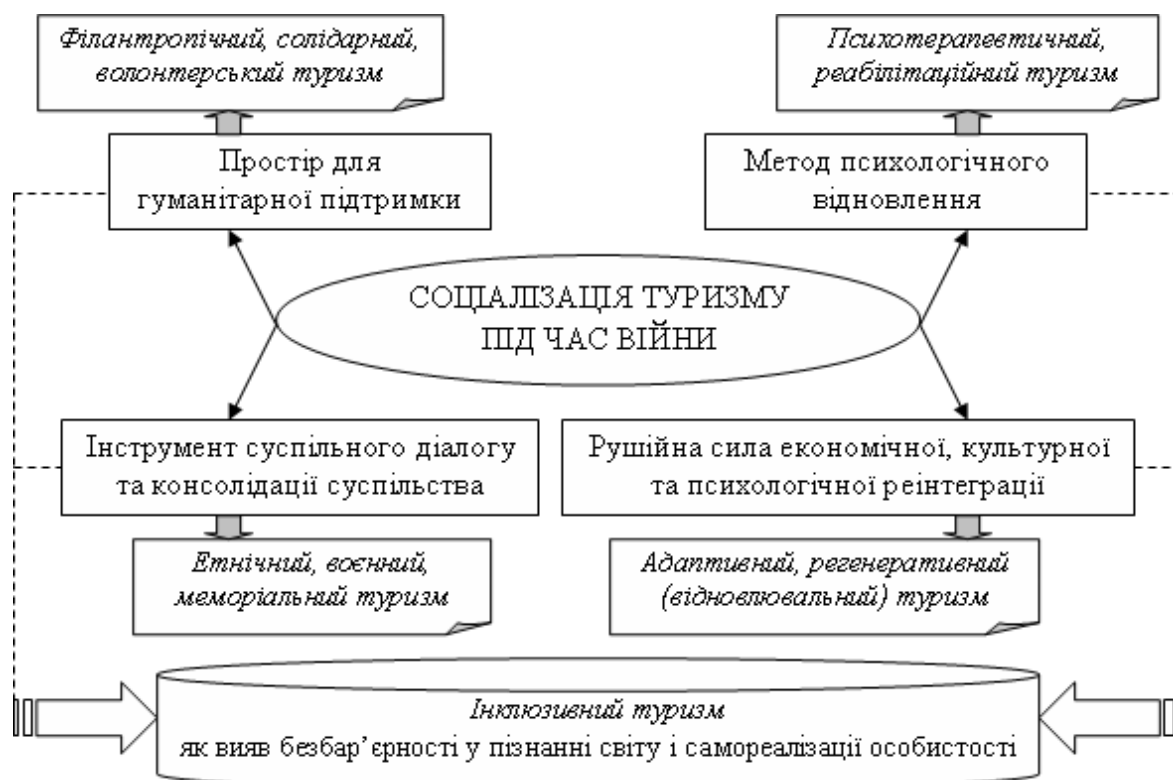 Філантропічний, солідарний,
волонтерський туризм
Психотерапевтичний,
реабілітаційний туризм
Простір для
гуманітарної підтримки
Метод психологічного
відновлення
СОЦІАЛІЗАЦІЯ ТУРИЗМУ
ПІД ЧАС ВІЙНИ
Інструмент суспільного діалогу
та консолідації суспільства
Рушійна сила економічної, культурної
та психологічної реінтеграції
Етнічний, воєнний,
меморіальний туризм
Адаптивний, регенеративний
(відновлювальний) туризм
Інклюзивний туризм
як вияв безбар’єрності у пізнанні світу і самореалізації особистості